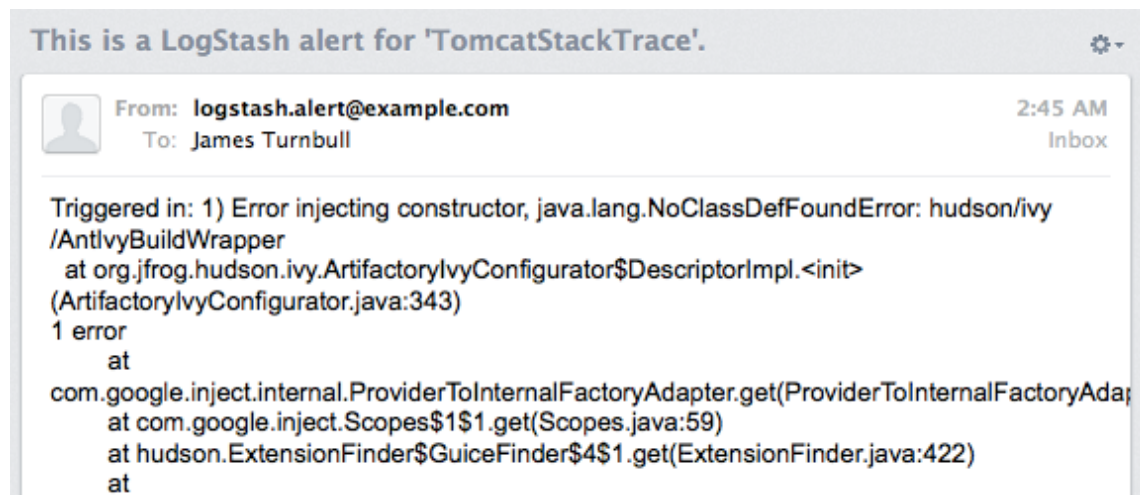 This is a LogStash alert for 'TomcatStackTrace'.
From: logstash.alert@example.com
2:45 AM
To: James Turnbull
Inbox
Triggered in: 1) Error injecting constructor, java.lang.NoClassDefFoundError: hudson/ivy
/AntIvyBuildWrapper
at org.jfrog.hudson.ivy.ArtifactoryIvyConfigurator$DescriptorImpl.<init>
(ArtifactoryIvyConfigurator.java:343)
1 error
at
com.google.inject.internal.ProviderToInternalFactoryAdapter.get(ProviderToInternalFactoryAdap
at com.google.inject.Scopes$1$1.get(Scopes.java:59)
at hudson.ExtensionFinder$GuiceFinder$4$1.get(ExtensionFinder.java:422)
at